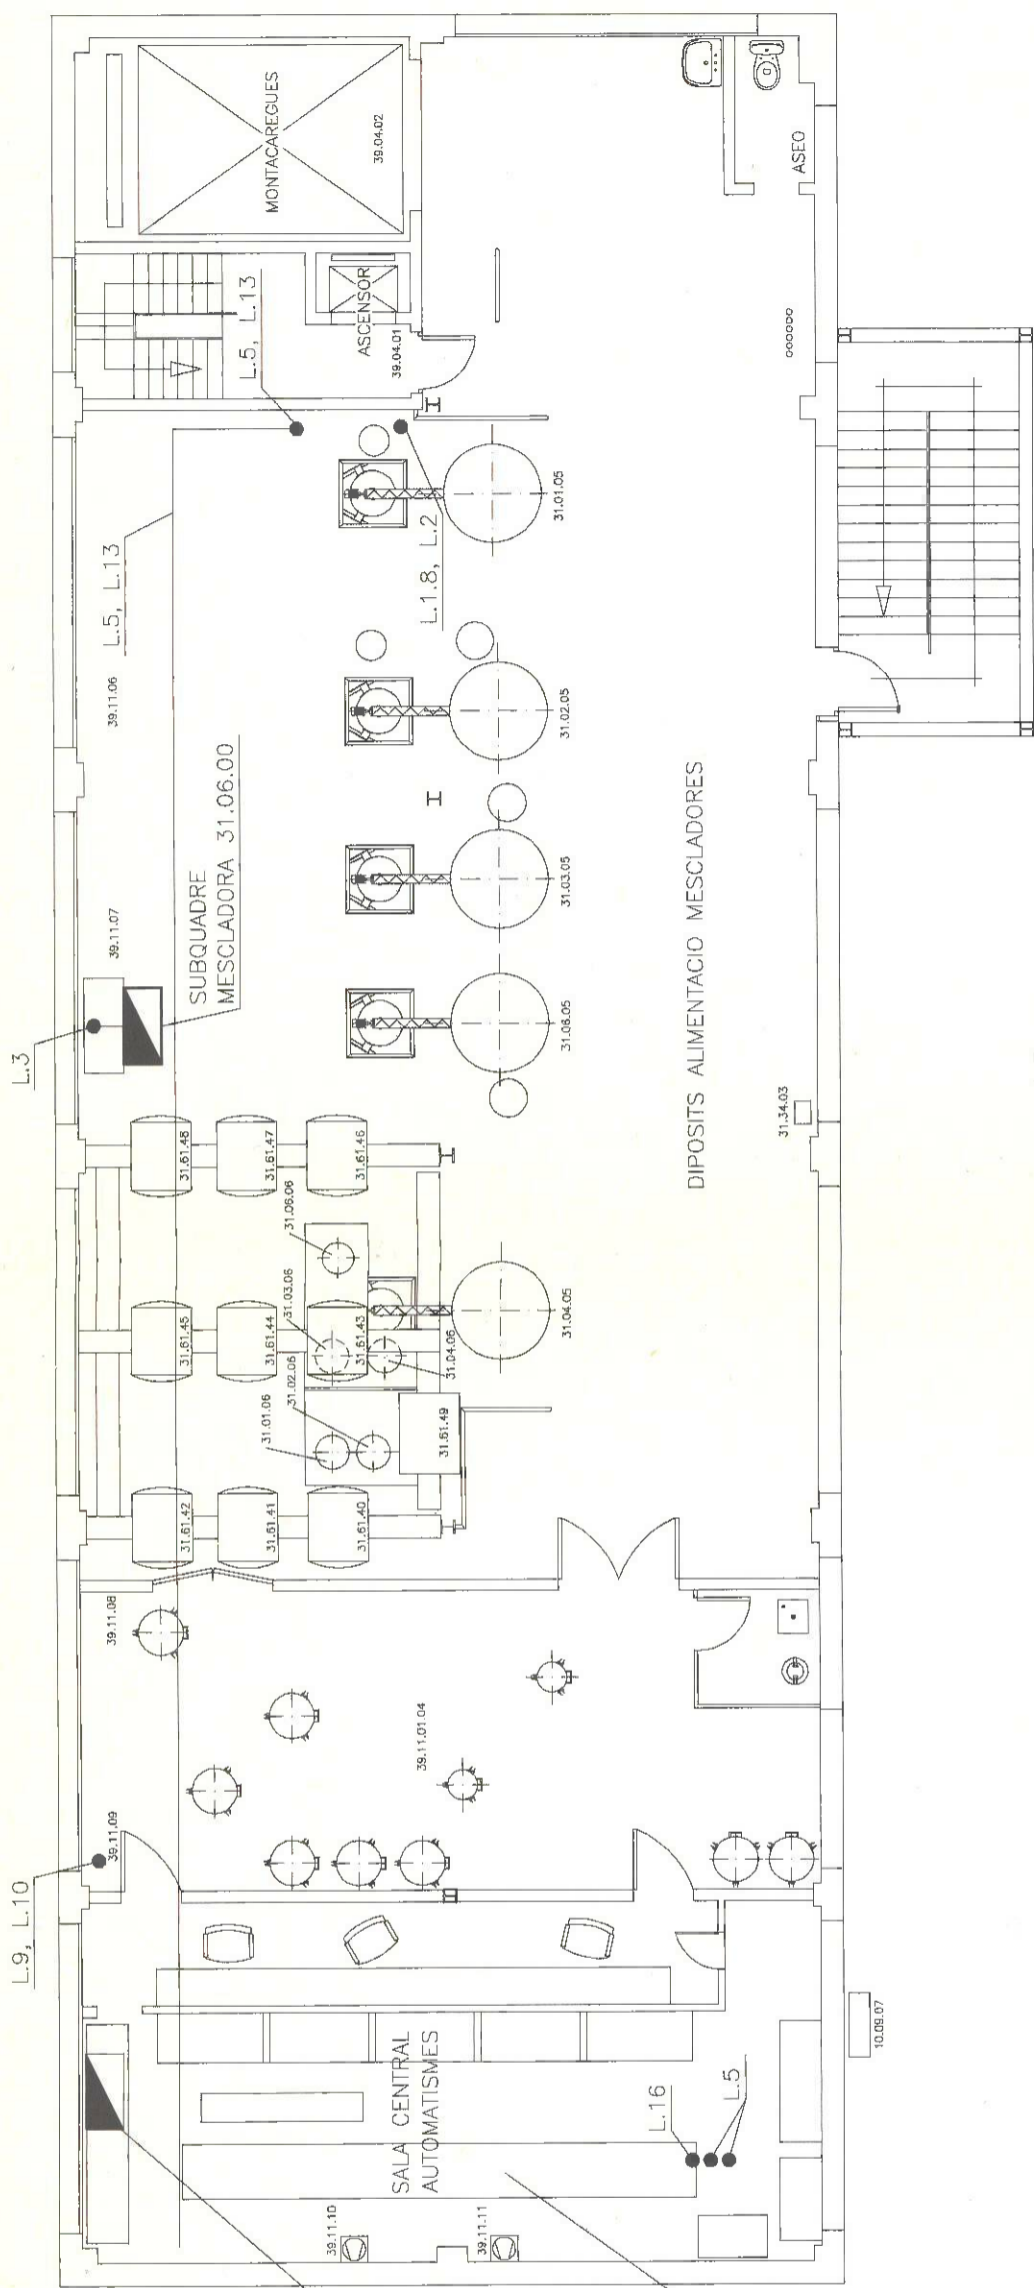 MONTACAREGUES
39.04.02
ASCENSOR
39.04.01
ASEO
L.5, L.13
L.5, L.13
L.1.8, L.2
39.11.06
39.11.07
SUBQUADRE
MESCLADORA 31.06.00
L.3
31.01.05
31.02.05
31.03.05
31.06.05
DIPOSITS ALIMENTACIO MESCLADORES
31.34.03
31.61.48
31.61.47
31.61.46
31.06.06
31.03.06
31.61.45
31.61.44
31.61.43
31.04.06
31.04.05
31.02.06
31.01.06
31.61.49
31.61.42
31.61.41
31.61.40
39.11.08
39.11.01.04
39.11.09
L.9, L.10
SALA CENTRAL
AUTOMATISMES
L.16
L.5
10.09.07
39.11.10
39.11.11